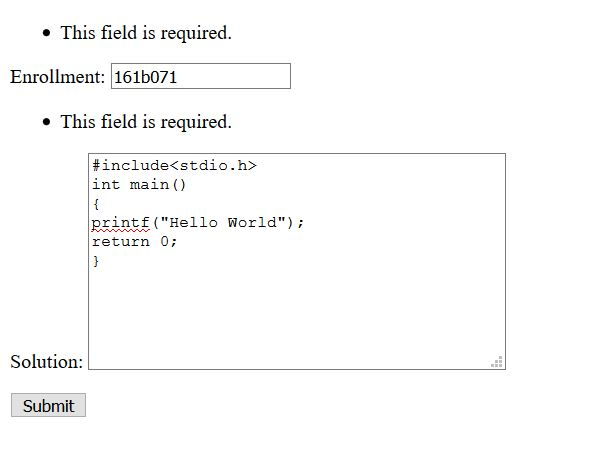 This field is required.
Enrollment: 161b071
This field is required.
#include<stdio.h>
int main()
{
printf("Hello World");
return 0;
}
Solution:
Submit